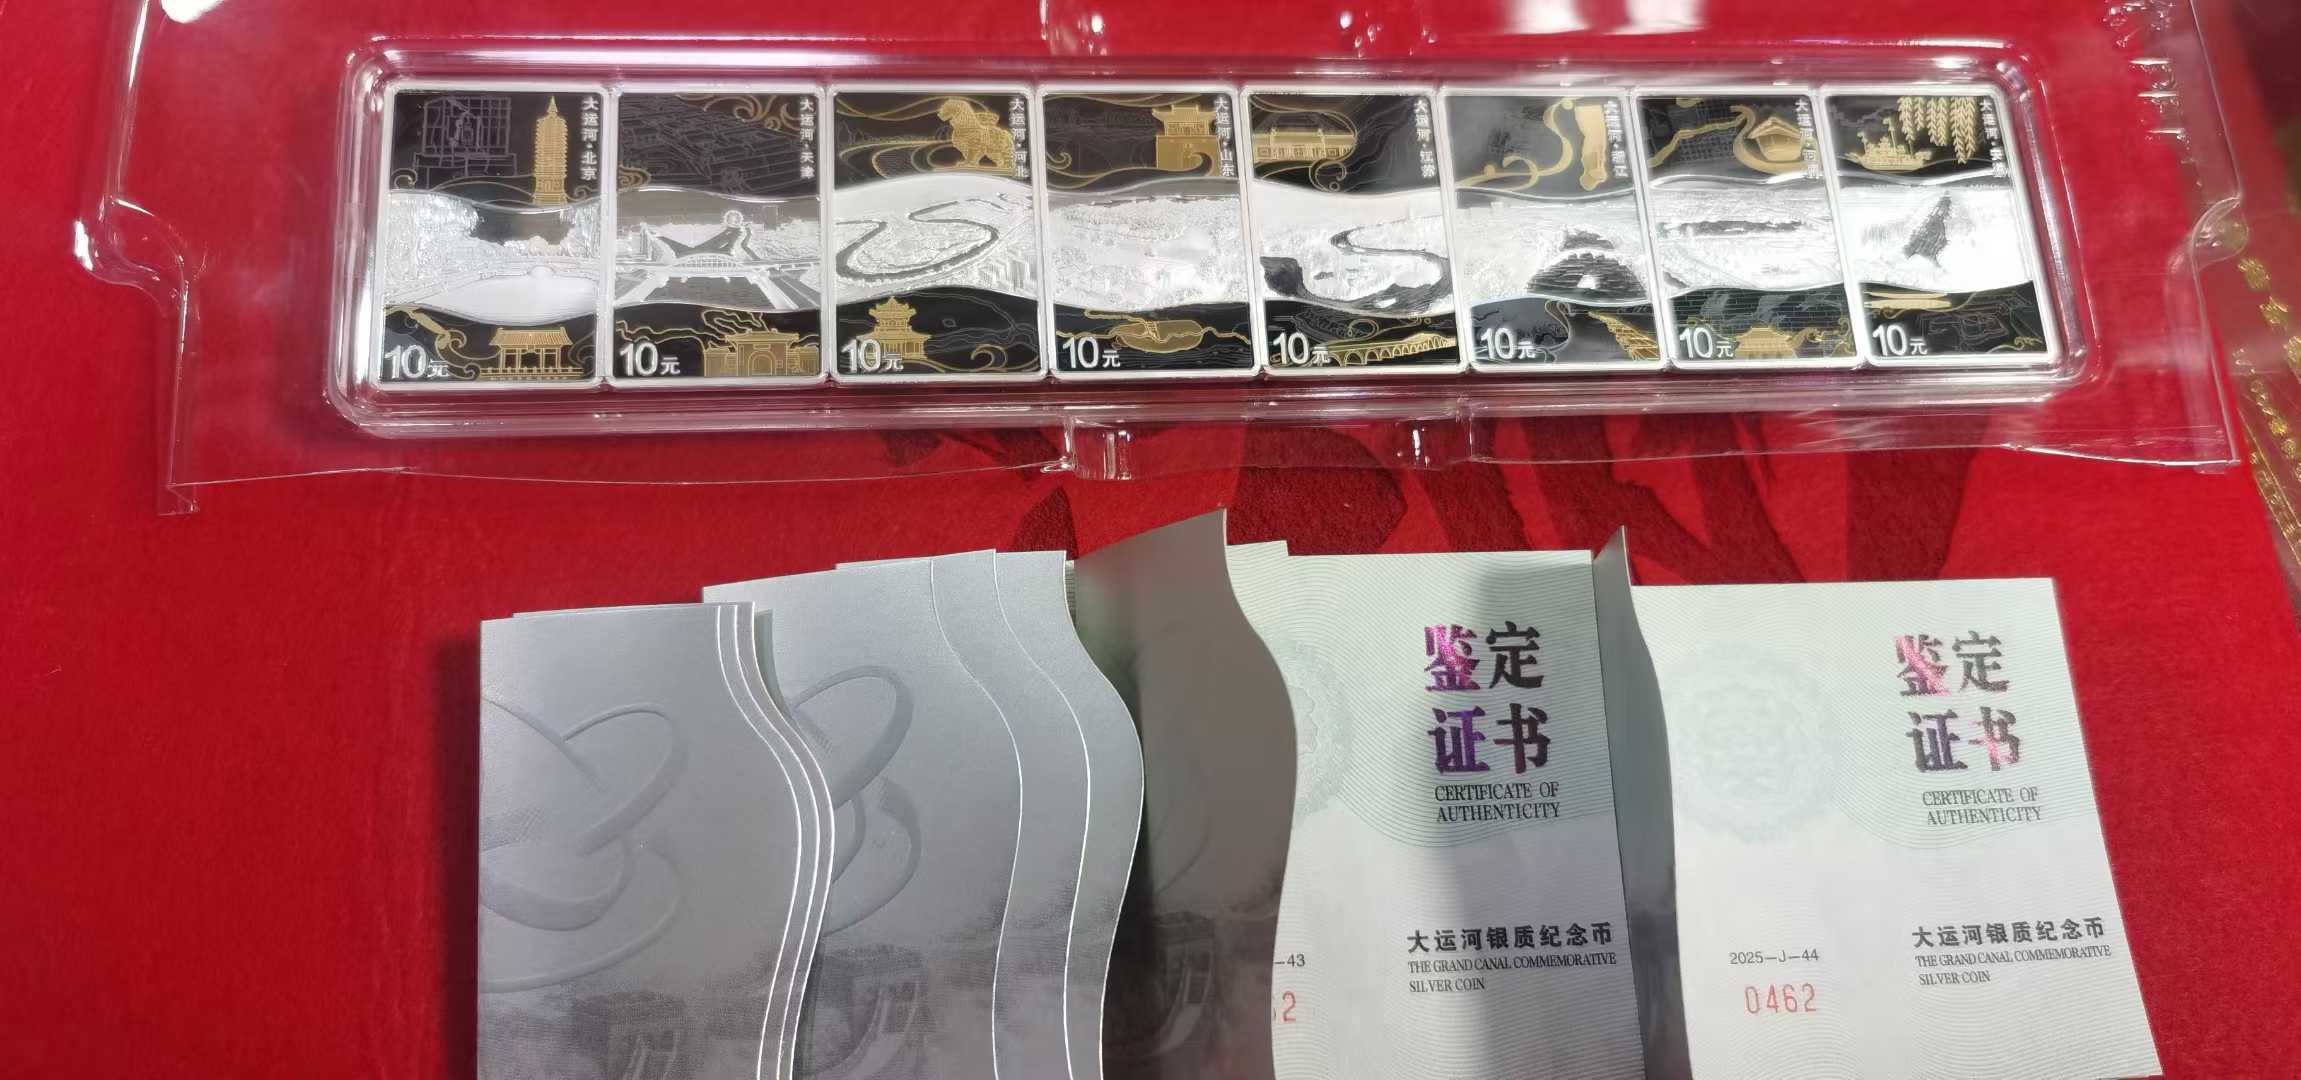 大运河·北京
大运河·天津
大运河·河北
大运河·山东
大运河·江苏
大运河·浙江
大运河·河南
大运河·安徽
10元
10元
10元
10元
10元
10元
10元
10元
鉴定
证书
CERTIFICATE OF
AUTHENTICITY
大运河银质纪念币
THE GRAND CANAL COMMEMORATIVE
SILVER COIN
-43
2
鉴定
证书
CERTIFICATE OF
AUTHENTICITY
大运河银质纪念币
THE GRAND CANAL COMMEMORATIVE
SILVER COIN
2025-J-44
0462